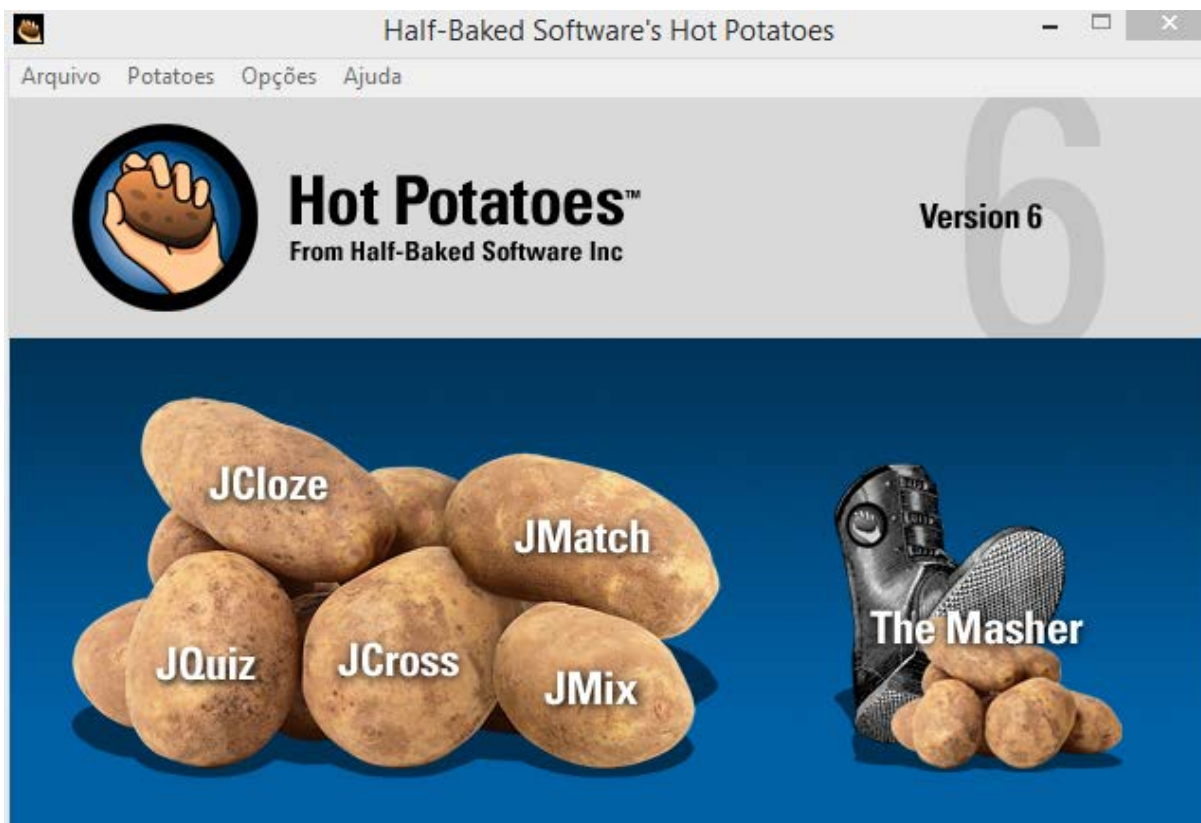 Half-Baked Software's Hot Potatoes
Arquivo Potatoes Opções Ajuda
Hot Potatoes™
From Half-Baked Software Inc
Version 6
6
JCloze
JMatch
JQuiz
JCross
JMix
The Masher